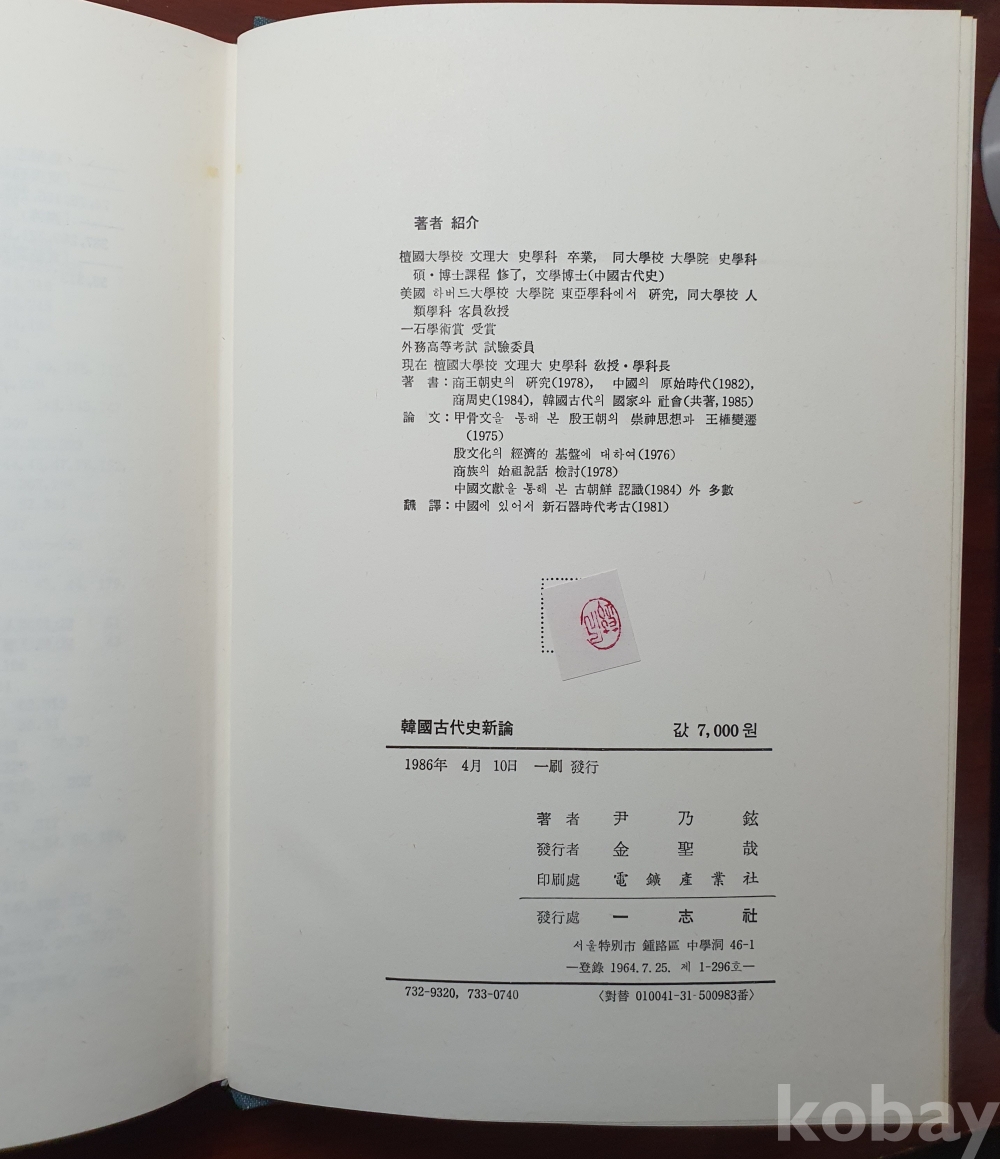 著者 紹介
檀國大學校 文理大 史學科 卒業, 同大學校 大學院 史學科
碩·博士課程 修了, 文學博士(中國古代史)
美國 하버드大學校 大學院 東亞學科에서 硏究, 同大學校 人
類學科 客員敎授
一石學術賞 受賞
外務高等考試 試驗委員
現在 檀國大學校 文理大 史學科 敎授·學科長
著 書 : 商王朝史의 硏究(1978), 中國의 原始時代(1982),
商周史(1984), 韓國古代의 國家와 社會(共著, 1985)
論 文 : 甲骨文을 통해 본 殷王朝의 崇神思想과 王權變遷
(1975)
殷文化의 經濟的 基盤에 대하여(1976)
商族의 始祖說話 檢討(1978)
中國文獻을 통해 본 古朝鮮 認識(1984) 外 多數
飜 譯 : 中國에 있어서 新石器時代考古(1981)
韓國古代史新論 값 7,000원
1986年 4月 10日 一刷 發行
著 者 尹 乃 鉉
發行者 金 聖 哉
印刷處 電 鑛 產 業 社
發行處 一 志 社
서울特別市 鍾路區 中學洞 46-1
—登錄 1964.7.25. 제 1-296호—
732-9320, 733-0740 〈對替 010041-31-500983番〉
kobay